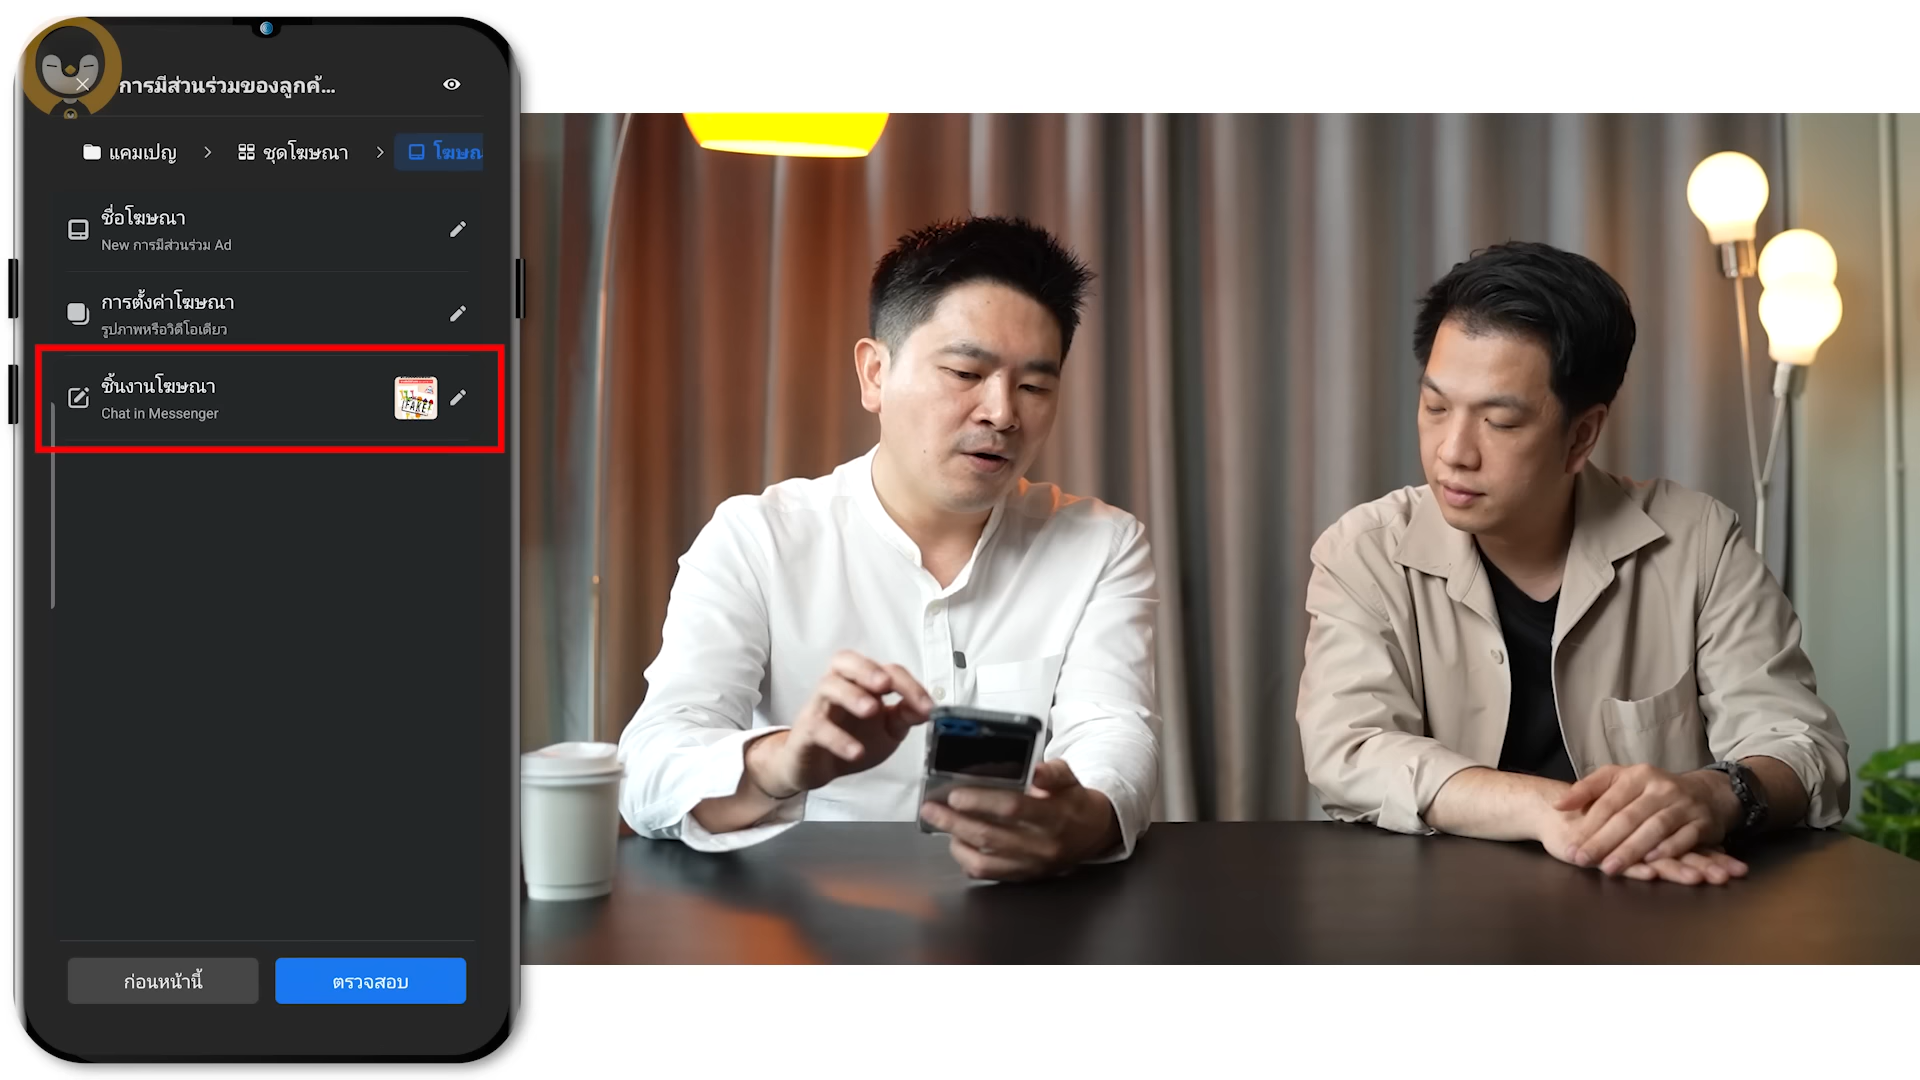 การมีส่วนร่วมของลูกค้...
แคมเปญ
ชุดโฆษณา
โฆษณ
ชื่อโฆษณา
New การมีส่วนร่วม Ad
การตั้งค่าโฆษณา
รูปภาพหรือวิดีโอเดียว
ชิ้นงานโฆษณา
Chat in Messenger
FAKE
ก่อนหน้านี้
ตรวจสอบ